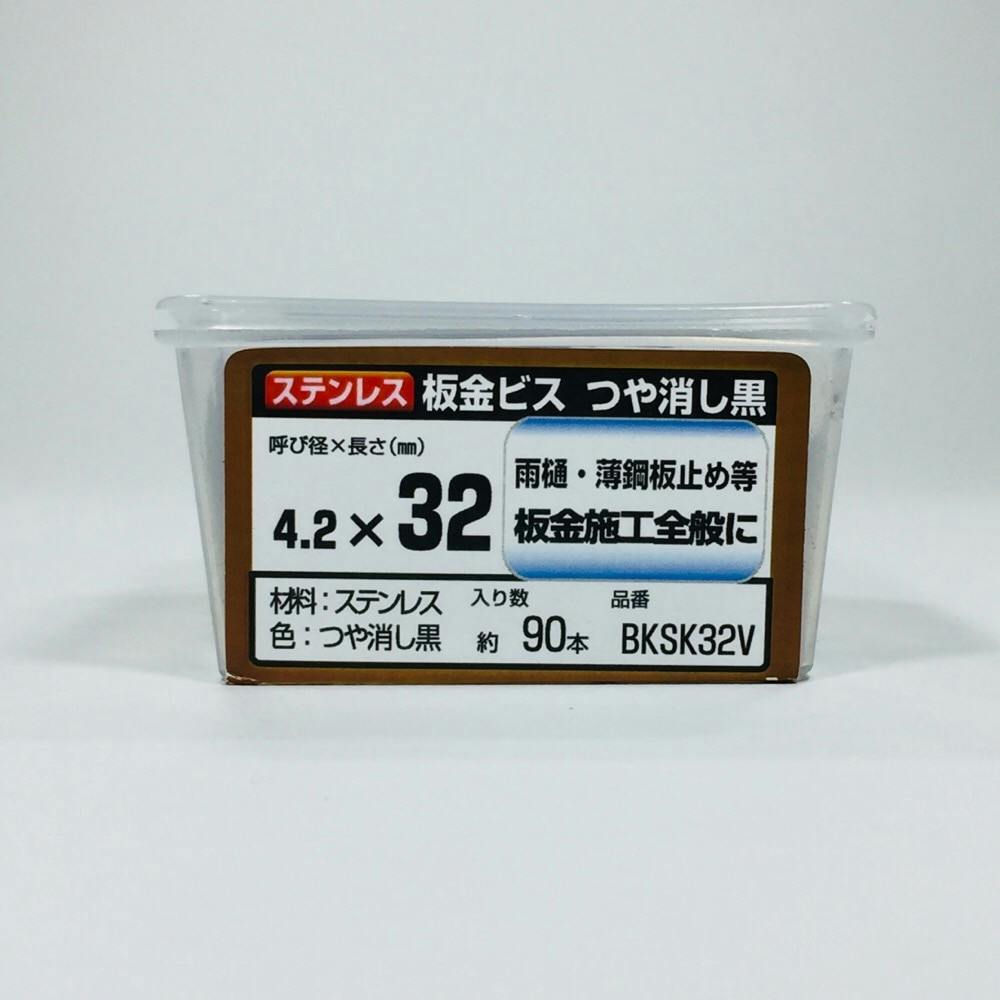 ステンレス 板金ビス つや消し黒
呼び径×長さ(㎜)
4.2×32
雨樋・薄鋼板止め等
板金施工全般に
材料:ステンレス
色:つや消し黒
入り数
約 90本
品番
BKSK32V